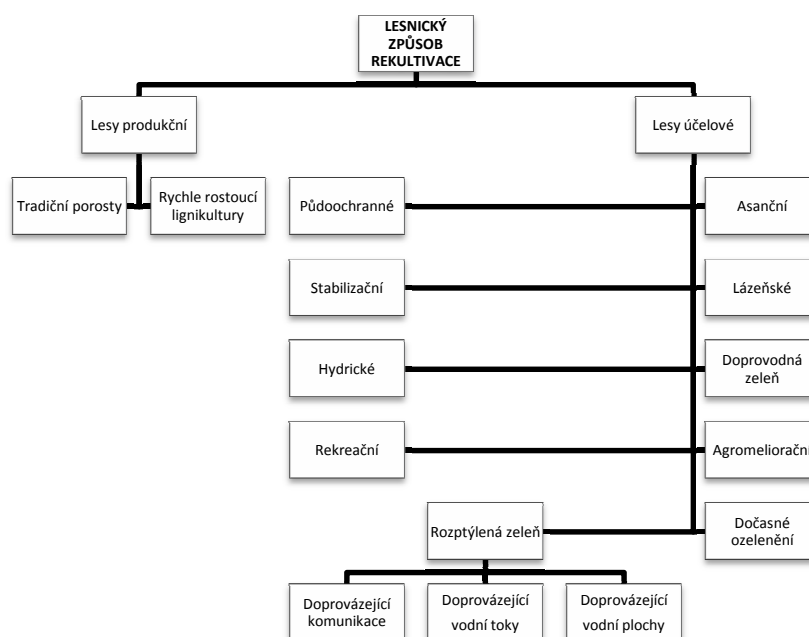 LESNICKÝ
ZPŮSOB
REKULTIVACE
Lesy produkční
Lesy účelové
Tradiční porosty
Rychle rostoucí
lignikultury
Půdoochranné
Asanční
Stabilizační
Lázeňské
Hydrické
Doprovodná
zeleň
Rekreační
Agromeliorační
Rozptýlená zeleň
Dočasné
ozelenění
Doprovázející
komunikace
Doprovázející
vodní toky
Doprovázející
vodní plochy